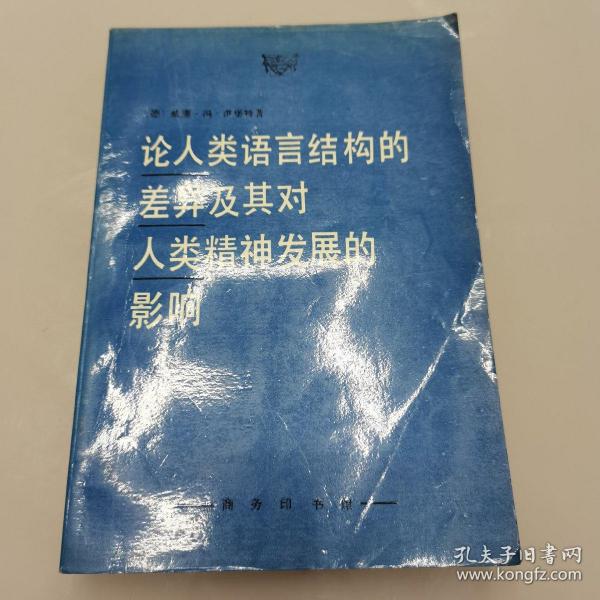 〔德〕威廉·冯·洪堡特著
论人类语言结构的
差异及其对
人类精神发展的
影响
商务印书馆
孔夫子旧书网
www.kongfz.com